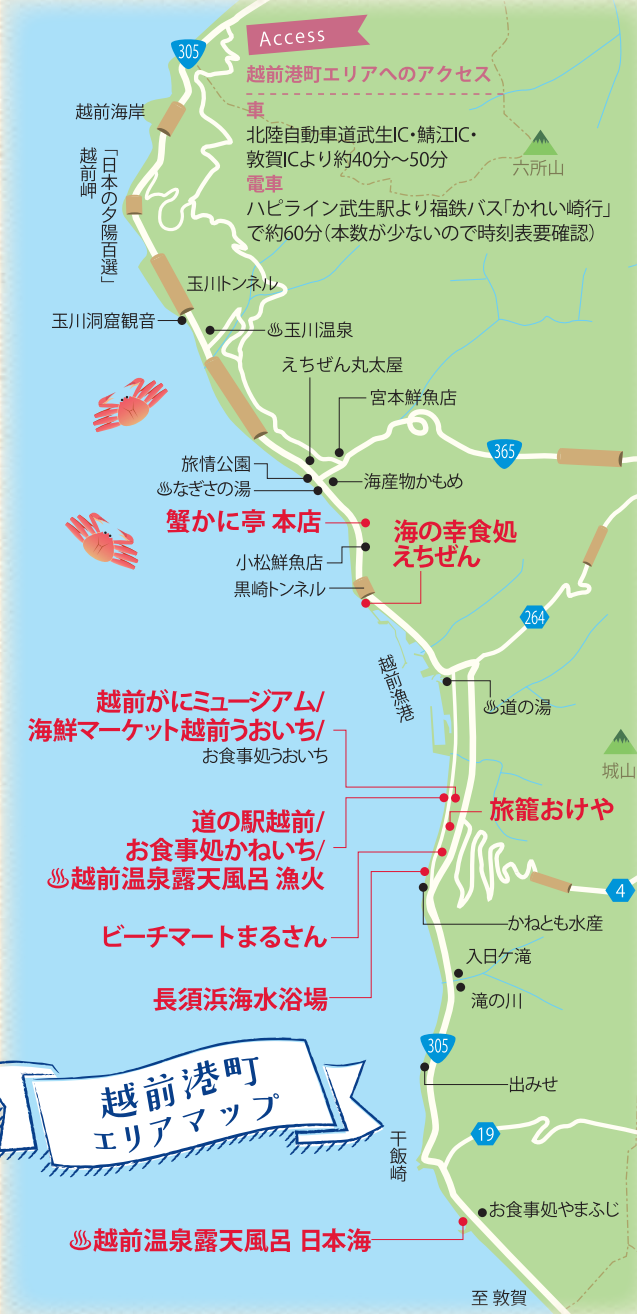 305
Access
越前港町エリアへのアクセス
車
北陸自動車道武生IC・鯖江IC・
敦賀ICより約40分～50分
電車
ハピライン武生駅より福鉄バス「かれい崎行」
で約60分（本数が少ないので時刻表要確認）
越前海岸
六所山
「日本の夕陽百選」
越前岬
玉川トンネル
玉川洞窟観音
♨玉川温泉
えちぜん丸太屋
宮本鮮魚店
365
旅情公園
♨なぎさの湯
海産物かもめ
蟹かに亭 本店
海の幸食処
えちぜん
小松鮮魚店
黒崎トンネル
264
越前漁港
♨道の湯
越前がにミュージアム/
海鮮マーケット越前うおいち/
お食事処うおいち
城山
旅籠おけや
道の駅越前/
お食事処かねいち/
♨越前温泉露天風呂 漁火
4
ビーチマートまるさん
かねとも水産
入日ケ滝
長須浜海水浴場
滝の川
305
越前港町
エリアマップ
出みせ
19
干飯崎
お食事処やまふじ
♨越前温泉露天風呂 日本海
至 敦賀